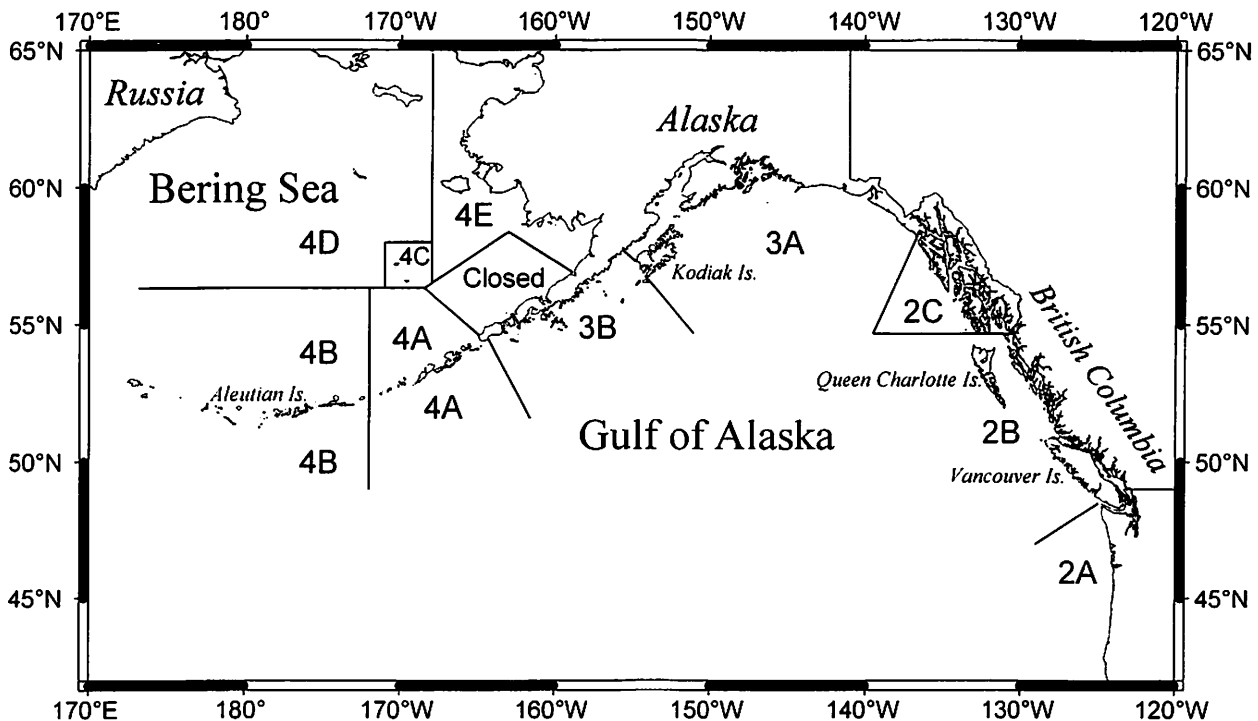 170°E 180° 170°W 160°W 150°W 140°W 130°W 120°W
65°N 65°N
Russia
Alaska
60°N 60°N
Bering Sea
4E
4D
4C
3A
Closed
Kodiak Is.
2C
British Columbia
55°N 55°N
3B
4A
4B
Queen Charlotte Is.
Aleutian Is.
4A
Gulf of Alaska
2B
4B
50°N 50°N
Vancouver Is.
2A
45°N 45°N
170°E 180° 170°W 160°W 150°W 140°W 130°W 120°W